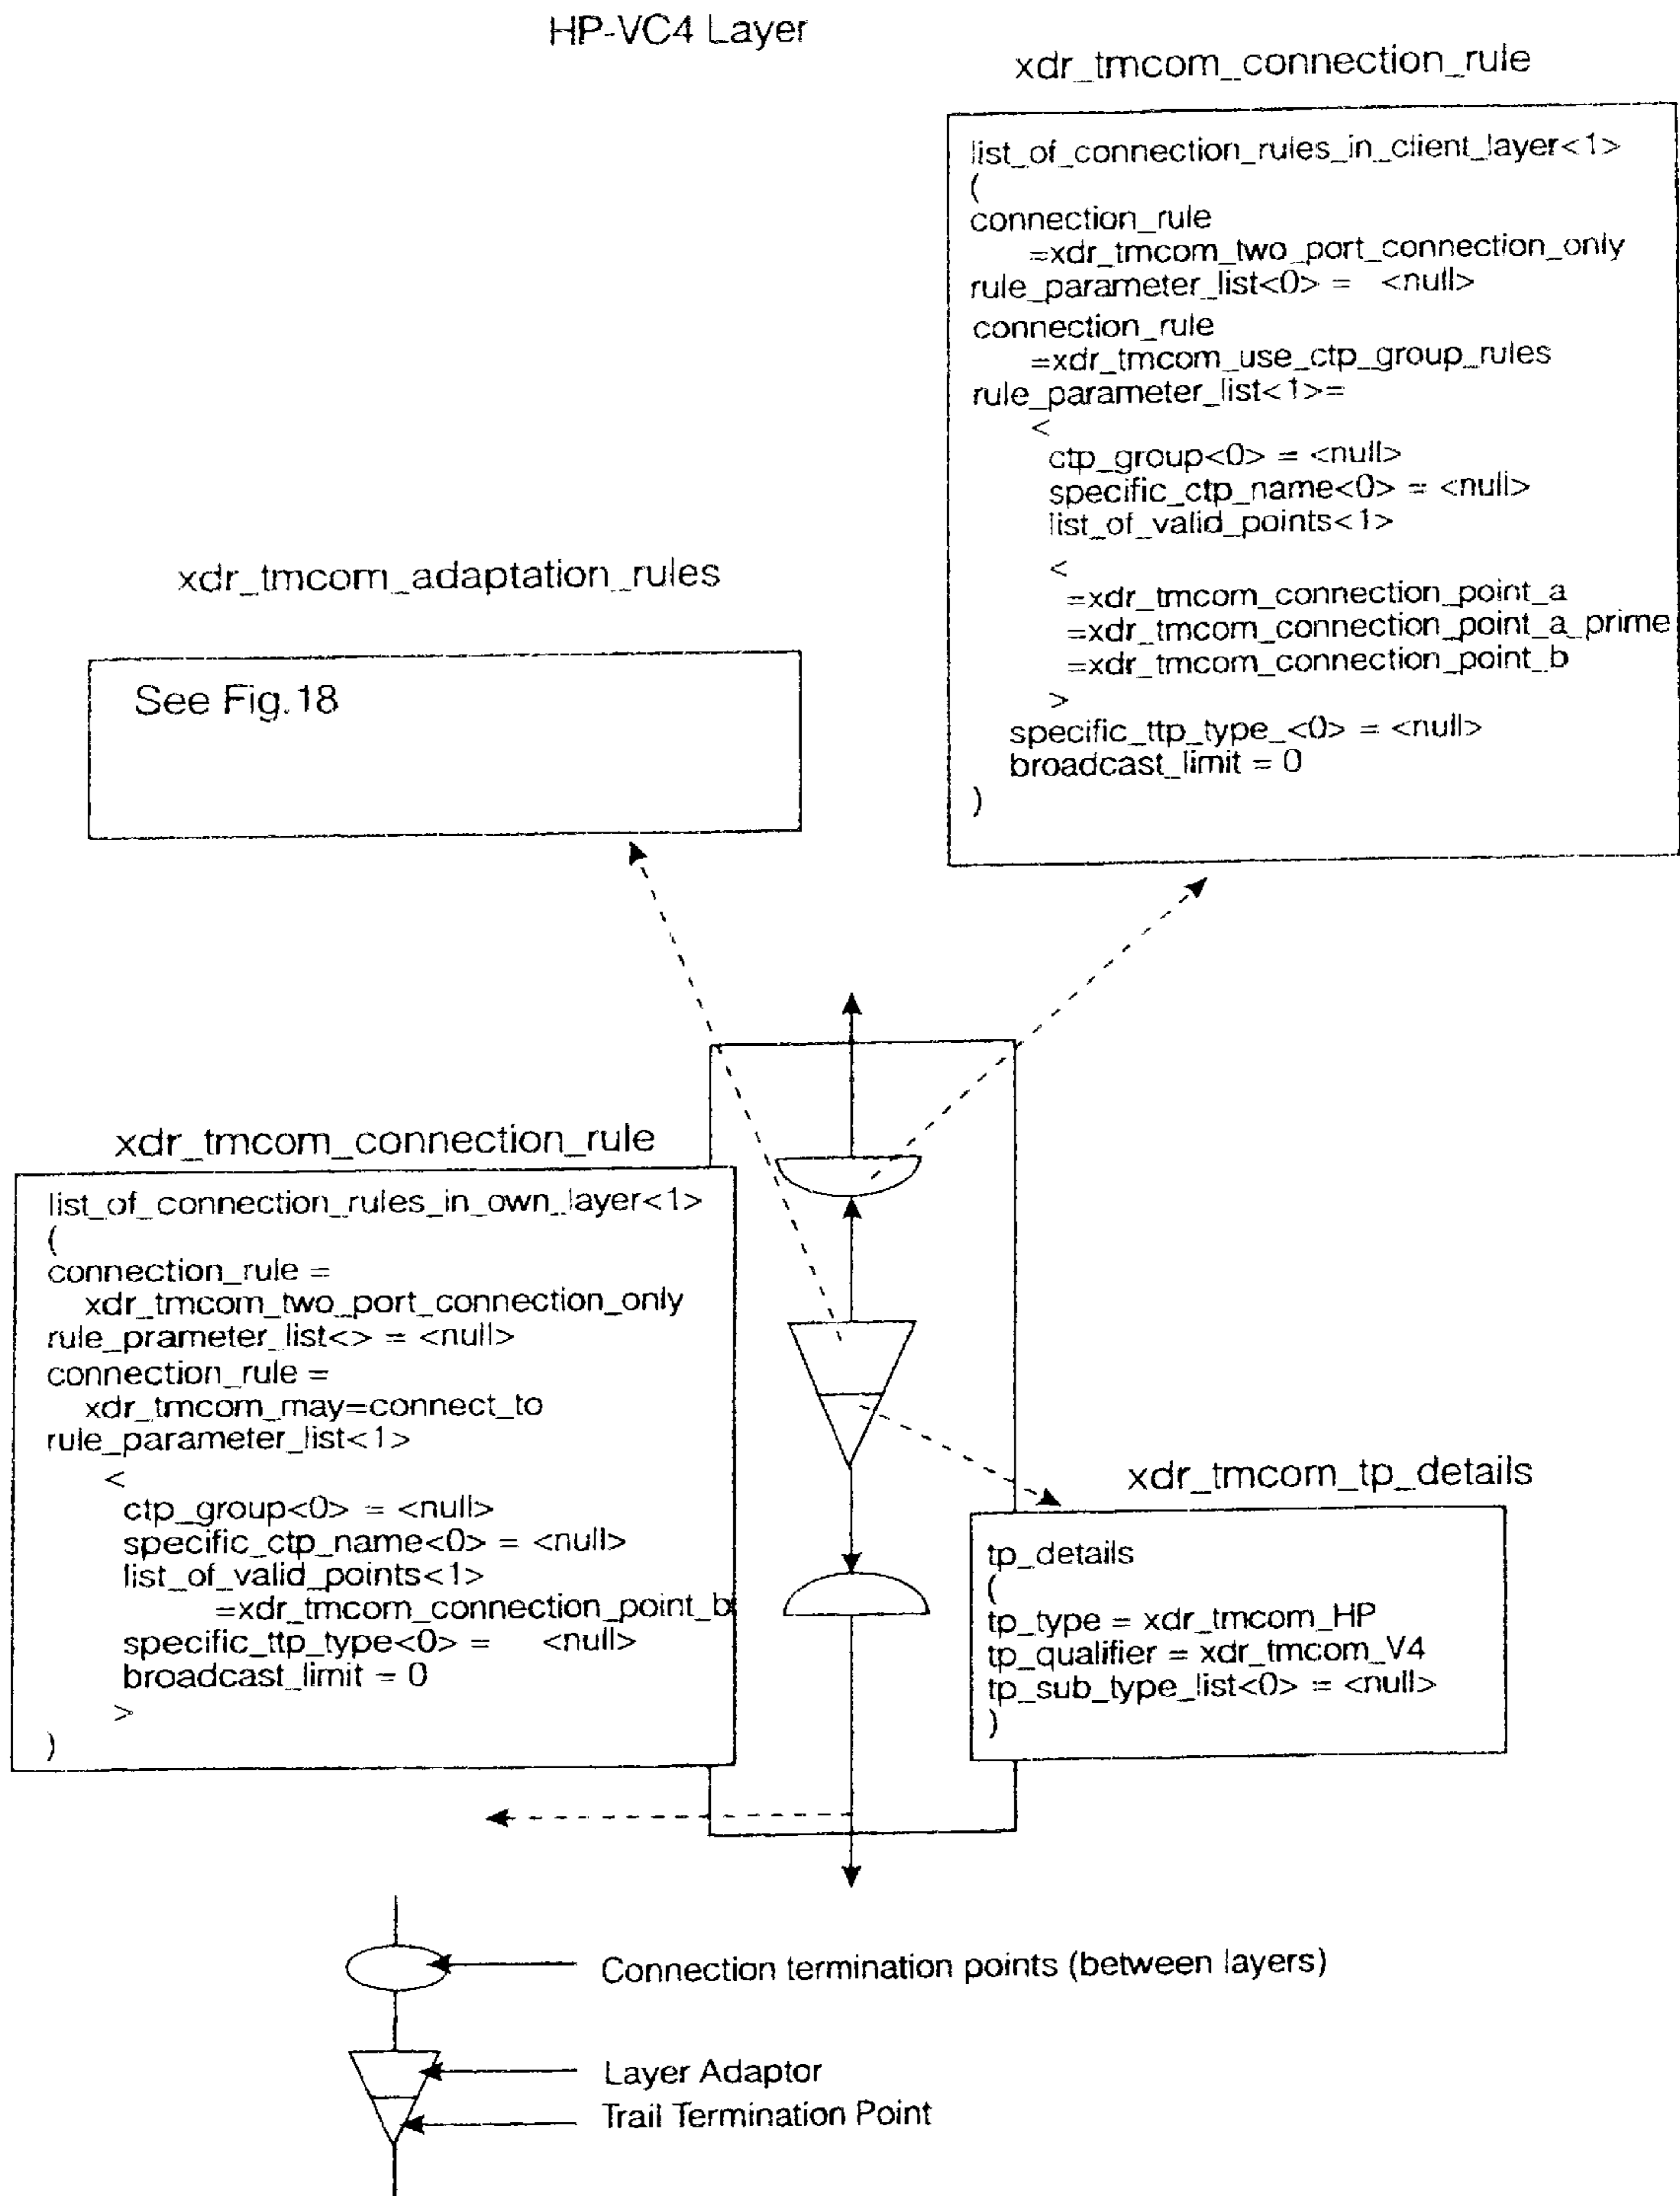 HP-VC4 Layer
xdr_tmcom_connection_rule
list_of_connection_rules_in_client_layer<1>
(
connection_rule
=xdr_tmcom_two_port_connection_only
rule_parameter_list<0> = <null>
connection_rule
=xdr_tmcom_use_ctp_group_rules
rule_parameter_list<1>=
<
ctp_group<0> = <null>
specific_ctp_name<0> = <null>
list_of_valid_points<1>
<
=xdr_tmcom_connection_point_a
=xdr_tmcom_connection_point_a_prime
=xdr_tmcom_connection_point_b
>
specific_ttp_type_<0> = <null>
broadcast_limit = 0
)
xdr_tmcom_adaptation_rules
See Fig.18
xdr_tmcom_connection_rule
list_of_connection_rules_in_own_layer<1>
(
connection_rule =
xdr_tmcom_two_port_connection_only
rule_prameter_list<> = <null>
connection_rule =
xdr_tmcom_may=connect_to
rule_parameter_list<1>
<
ctp_group<0> = <null>
specific_ctp_name<0> = <null>
list_of_valid_points<1>
=xdr_tmcom_connection_point_b
specific_ttp_type<0> = <null>
broadcast_limit = 0
>
)
xdr_tmcom_tp_details
tp_details
(
tp_type = xdr_tmcom_HP
tp_qualifier = xdr_tmcom_V4
tp_sub_type_list<0> = <null>
)
Connection termination points (between layers)
Layer Adaptor
Trail Termination Point